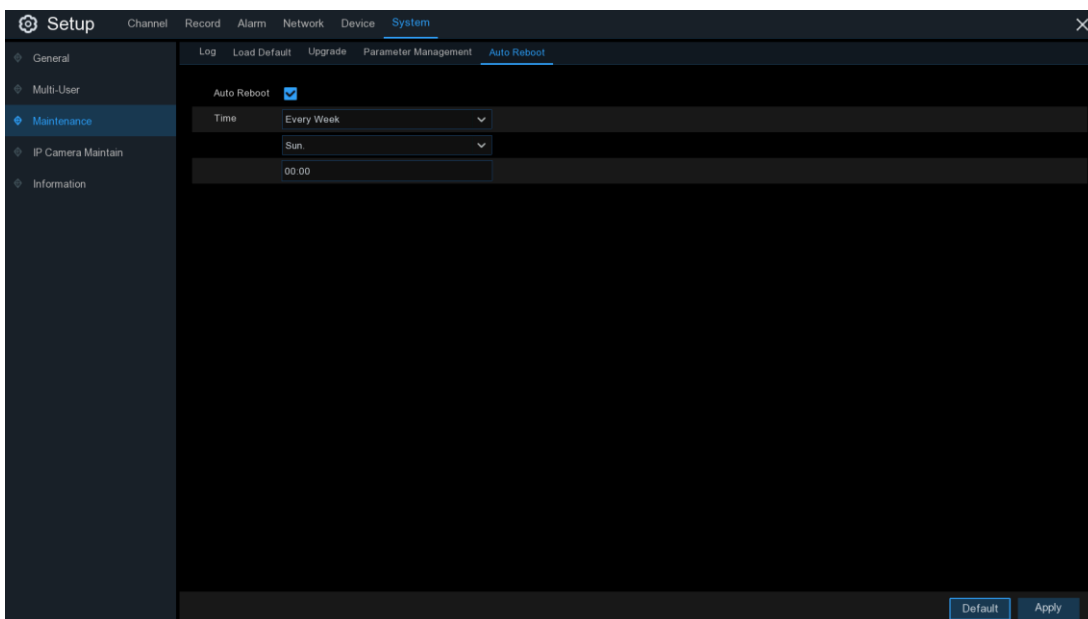 Setup Channel Record Alarm Network Device System
Log Load Default Upgrade Parameter Management Auto Reboot
General
Multi-User
Maintenance
IP Camera Maintain
Information
Auto Reboot
Time Every Week
Sun.
00:00
Default Apply